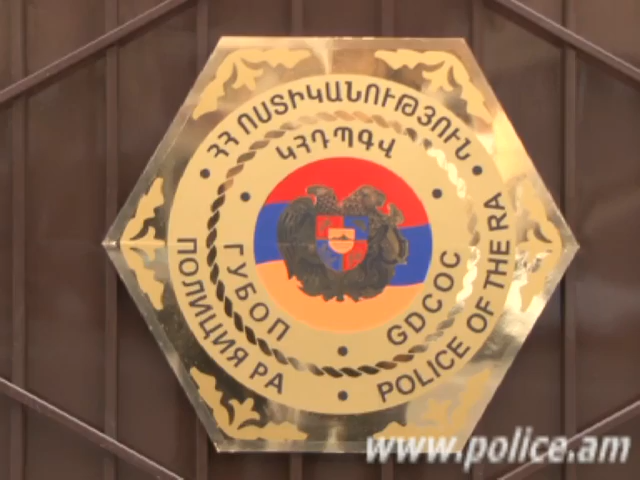 ՀՀ ՈՍՏԻԿԱՆՈՒԹՅՈՒՆ
ԿՀԴՊԳՎ
ГУБОП
GDCOC
ПОЛИЦИЯ РА
POLICE OF THE RA
www.police.am